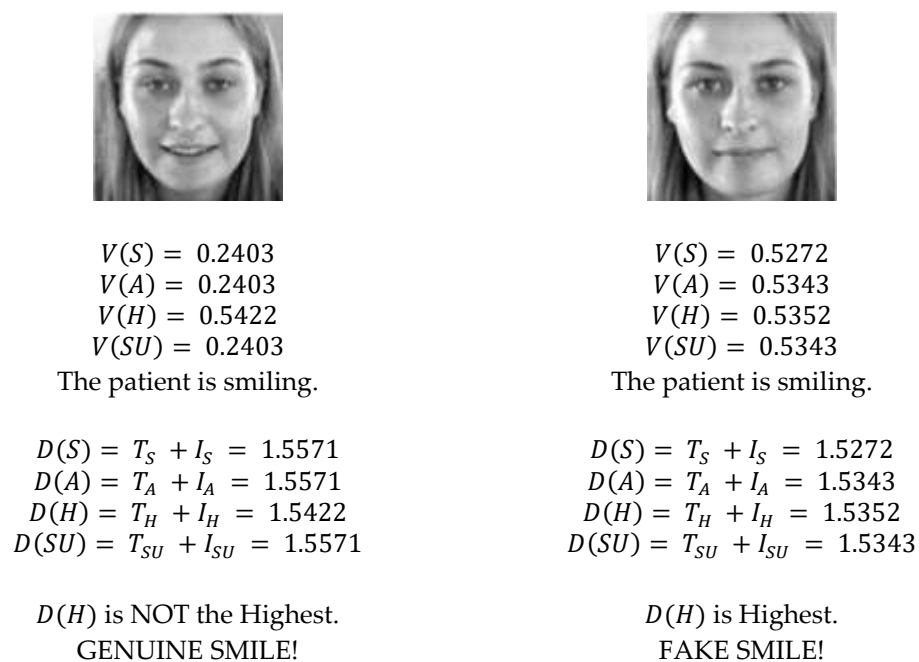 V(S) = 0.2403
V(A) = 0.2403
V(H) = 0.5422
V(SU) = 0.2403
The patient is smiling.
D(S) = T_S + I_S = 1.5571
D(A) = T_A + I_A = 1.5571
D(H) = T_H + I_H = 1.5422
D(SU) = T_SU + I_SU = 1.5571
D(H) is NOT the Highest.
GENUINE SMILE!
V(S) = 0.5272
V(A) = 0.5343
V(H) = 0.5352
V(SU) = 0.5343
The patient is smiling.
D(S) = T_S + I_S = 1.5272
D(A) = T_A + I_A = 1.5343
D(H) = T_H + I_H = 1.5352
D(SU) = T_SU + I_SU = 1.5343
D(H) is Highest.
FAKE SMILE!